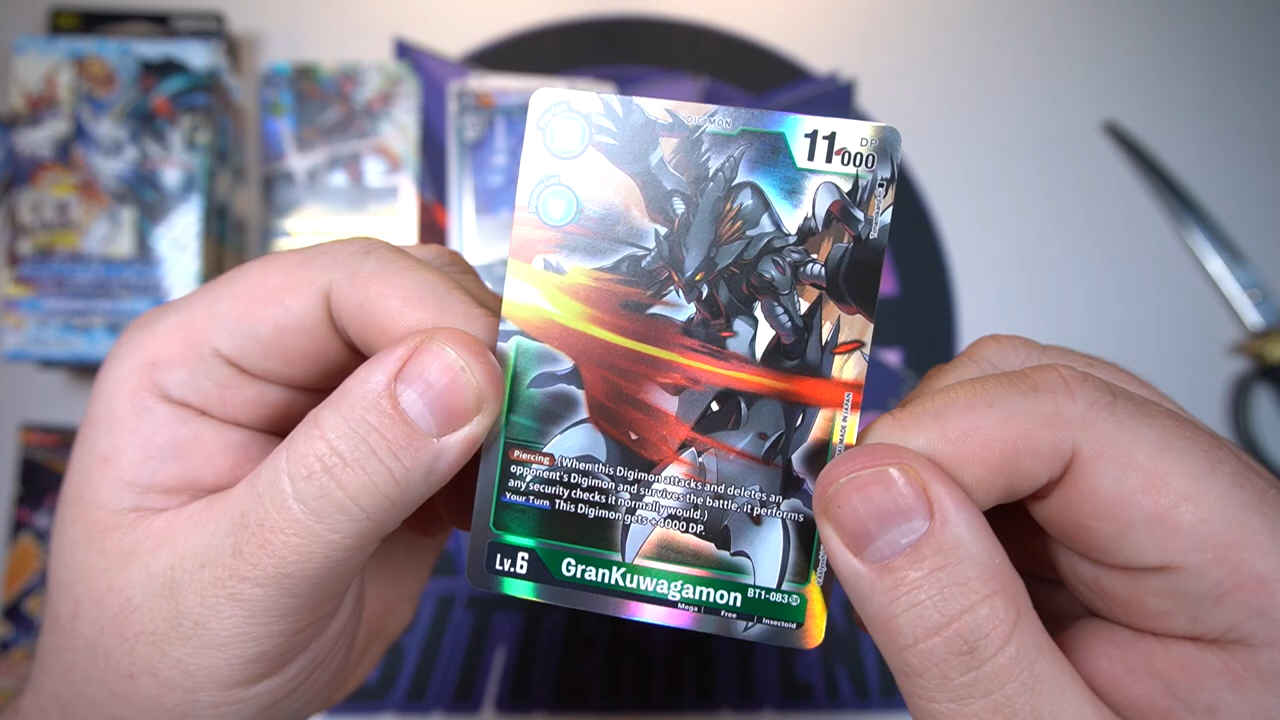 DIGIMON
DP
11000
MADE IN JAPAN
Piercing (When this Digimon attacks and deletes an
opponent's Digimon and survives the battle, it performs
any security checks it normally would.)
Your Turn This Digimon gets +4000 DP.
Lv.6 GranKuwagamon BT1-083 SR
Mega | Free | Insectoid